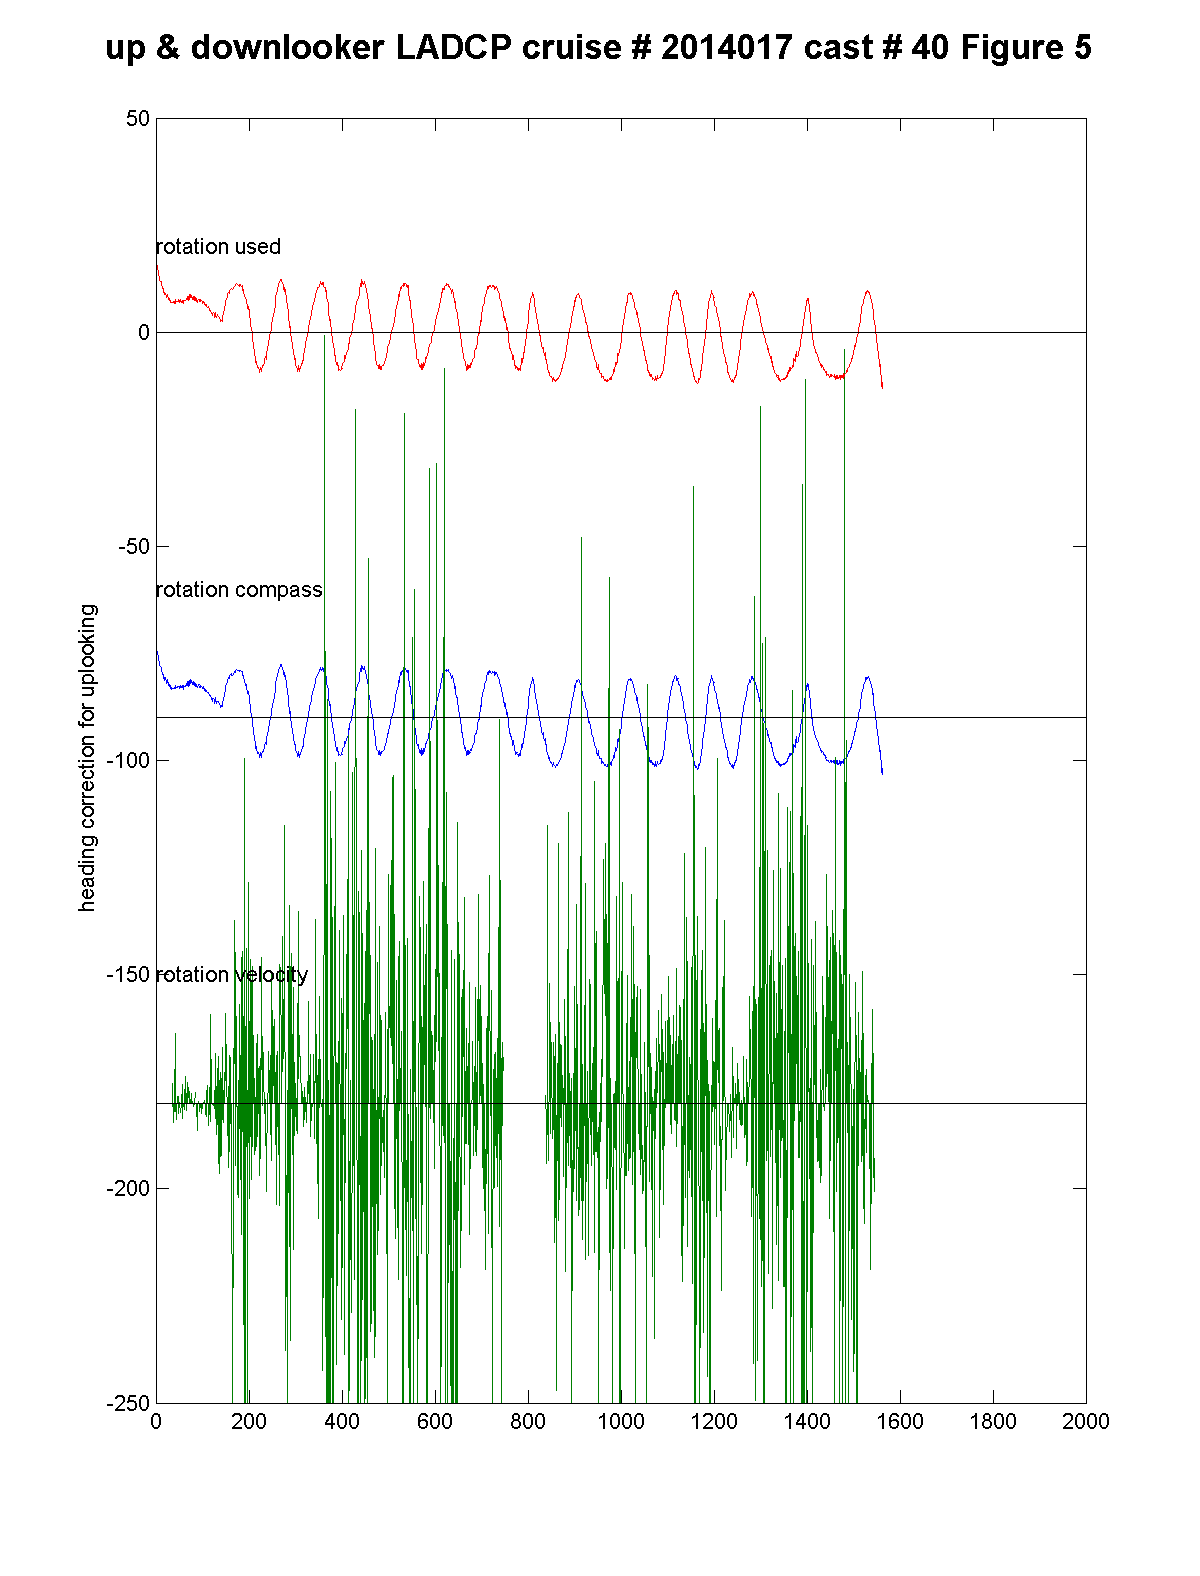 up & downlooker LADCP cruise # 2014017 cast # 40 Figure 5
50
rotation used
0
-50
rotation compass
heading correction for uplooking
-100
-150
rotation velocity
-200
-250
0 200 400 600 800 1000 1200 1400 1600 1800 2000